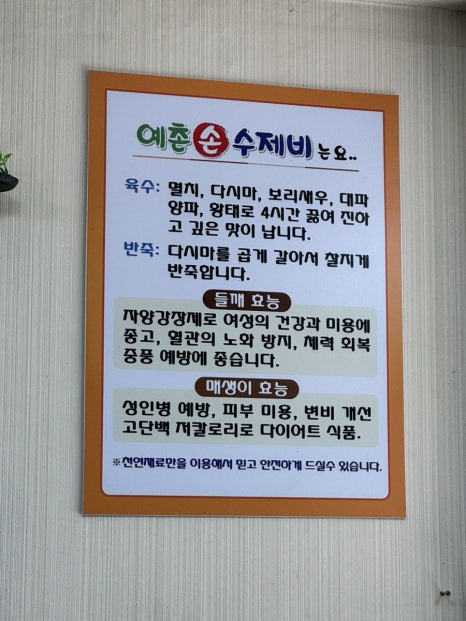 예촌 손 수제비는요..
육수: 멸치, 다시마, 보리새우, 대파
양파, 황태로 4시간 끓여 진하
고 깊은 맛이 납니다.
반죽: 다시마를 곱게 갈아서 찰지게
반죽합니다.
들깨 효능
자양강장제로 여성의 건강과 미용에
좋고, 혈관의 노와 방지, 체력 회복
중풍 예방에 좋습니다.
매생이 효능
성인병 예방, 피부 미용, 변비 개선
고단백 저칼로리로 다이어트 식품.
※천연재료만을 이용해서 믿고 안전하게 드실수 있습니다.